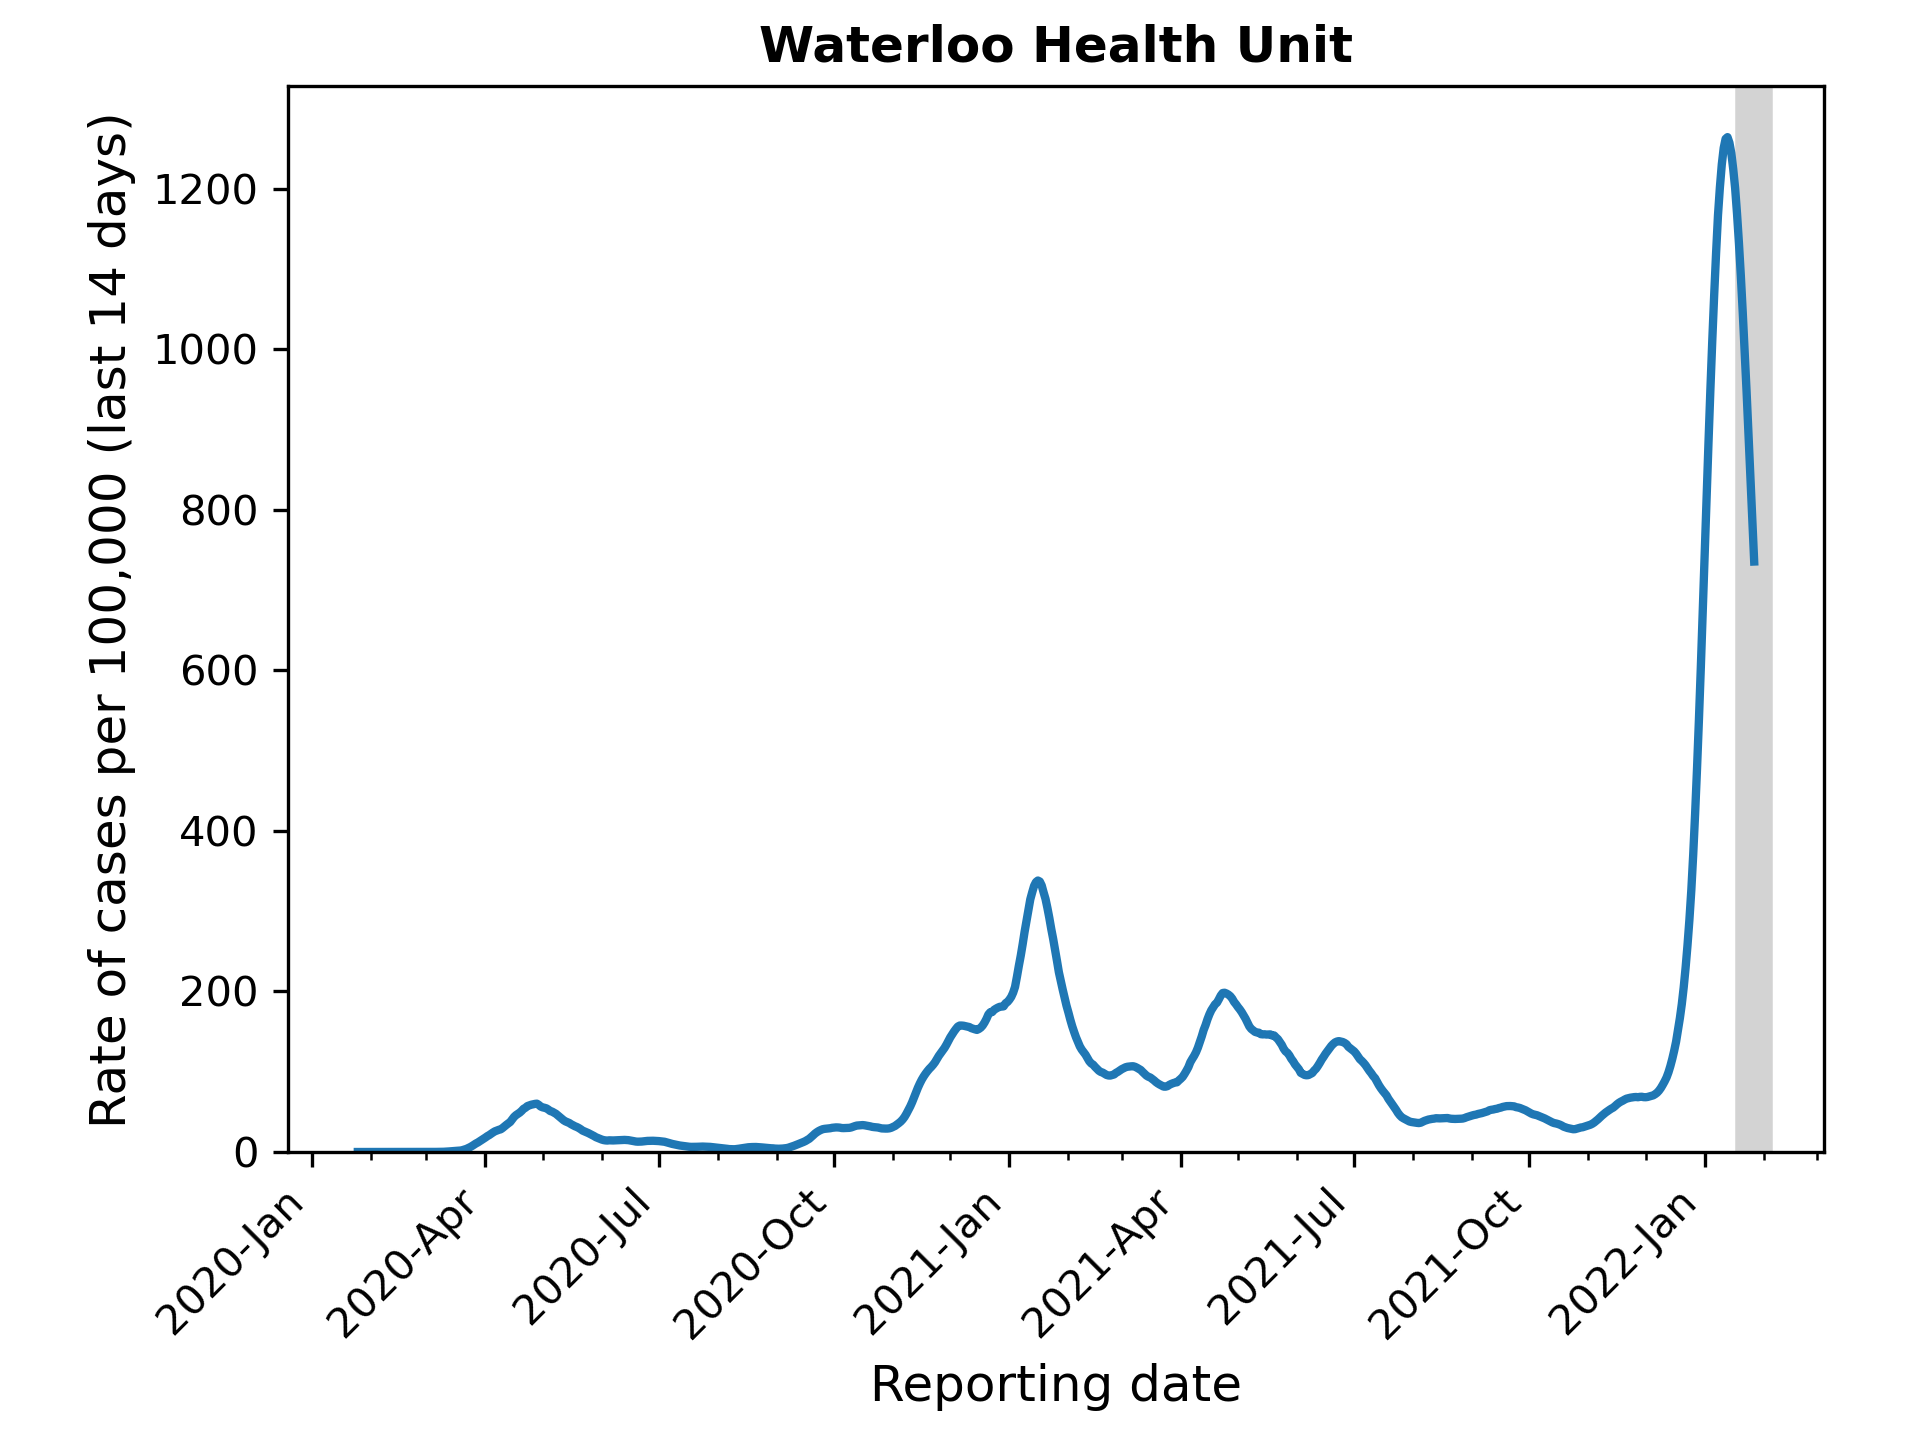 Waterloo Health Unit
Rate of cases per 100,000 (last 14 days)
1200
1000
800
600
400
200
0
2020-Jan
2020-Apr
2020-Jul
2020-Oct
2021-Jan
2021-Apr
2021-Jul
2021-Oct
2022-Jan
Reporting date